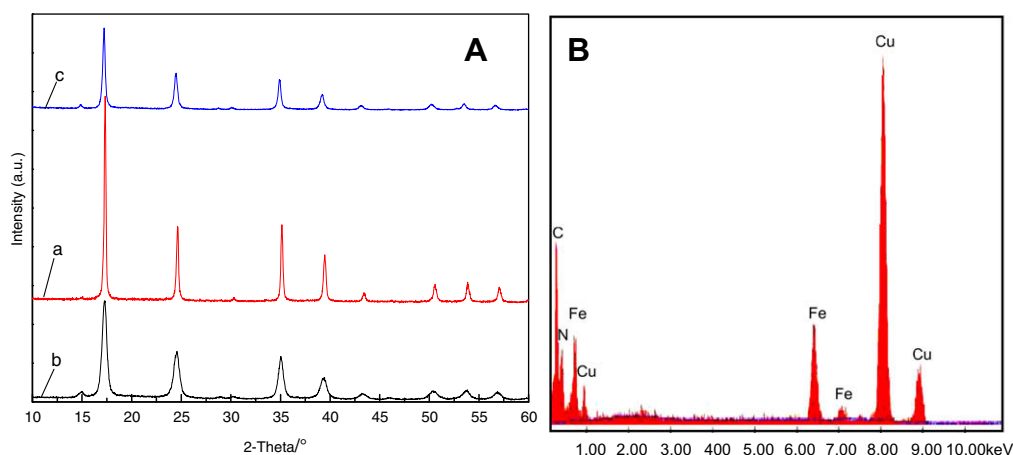 A
c
a
b
Intensity (a.u.)
10 15 20 25 30 35 40 45 50 55 60
2-Theta/°
B
Cu
C
Fe
N
Cu
Fe
Fe
Cu
1.00 2.00 3.00 400 5.00 6.00 7.00 8.00 9.00 10.00keV